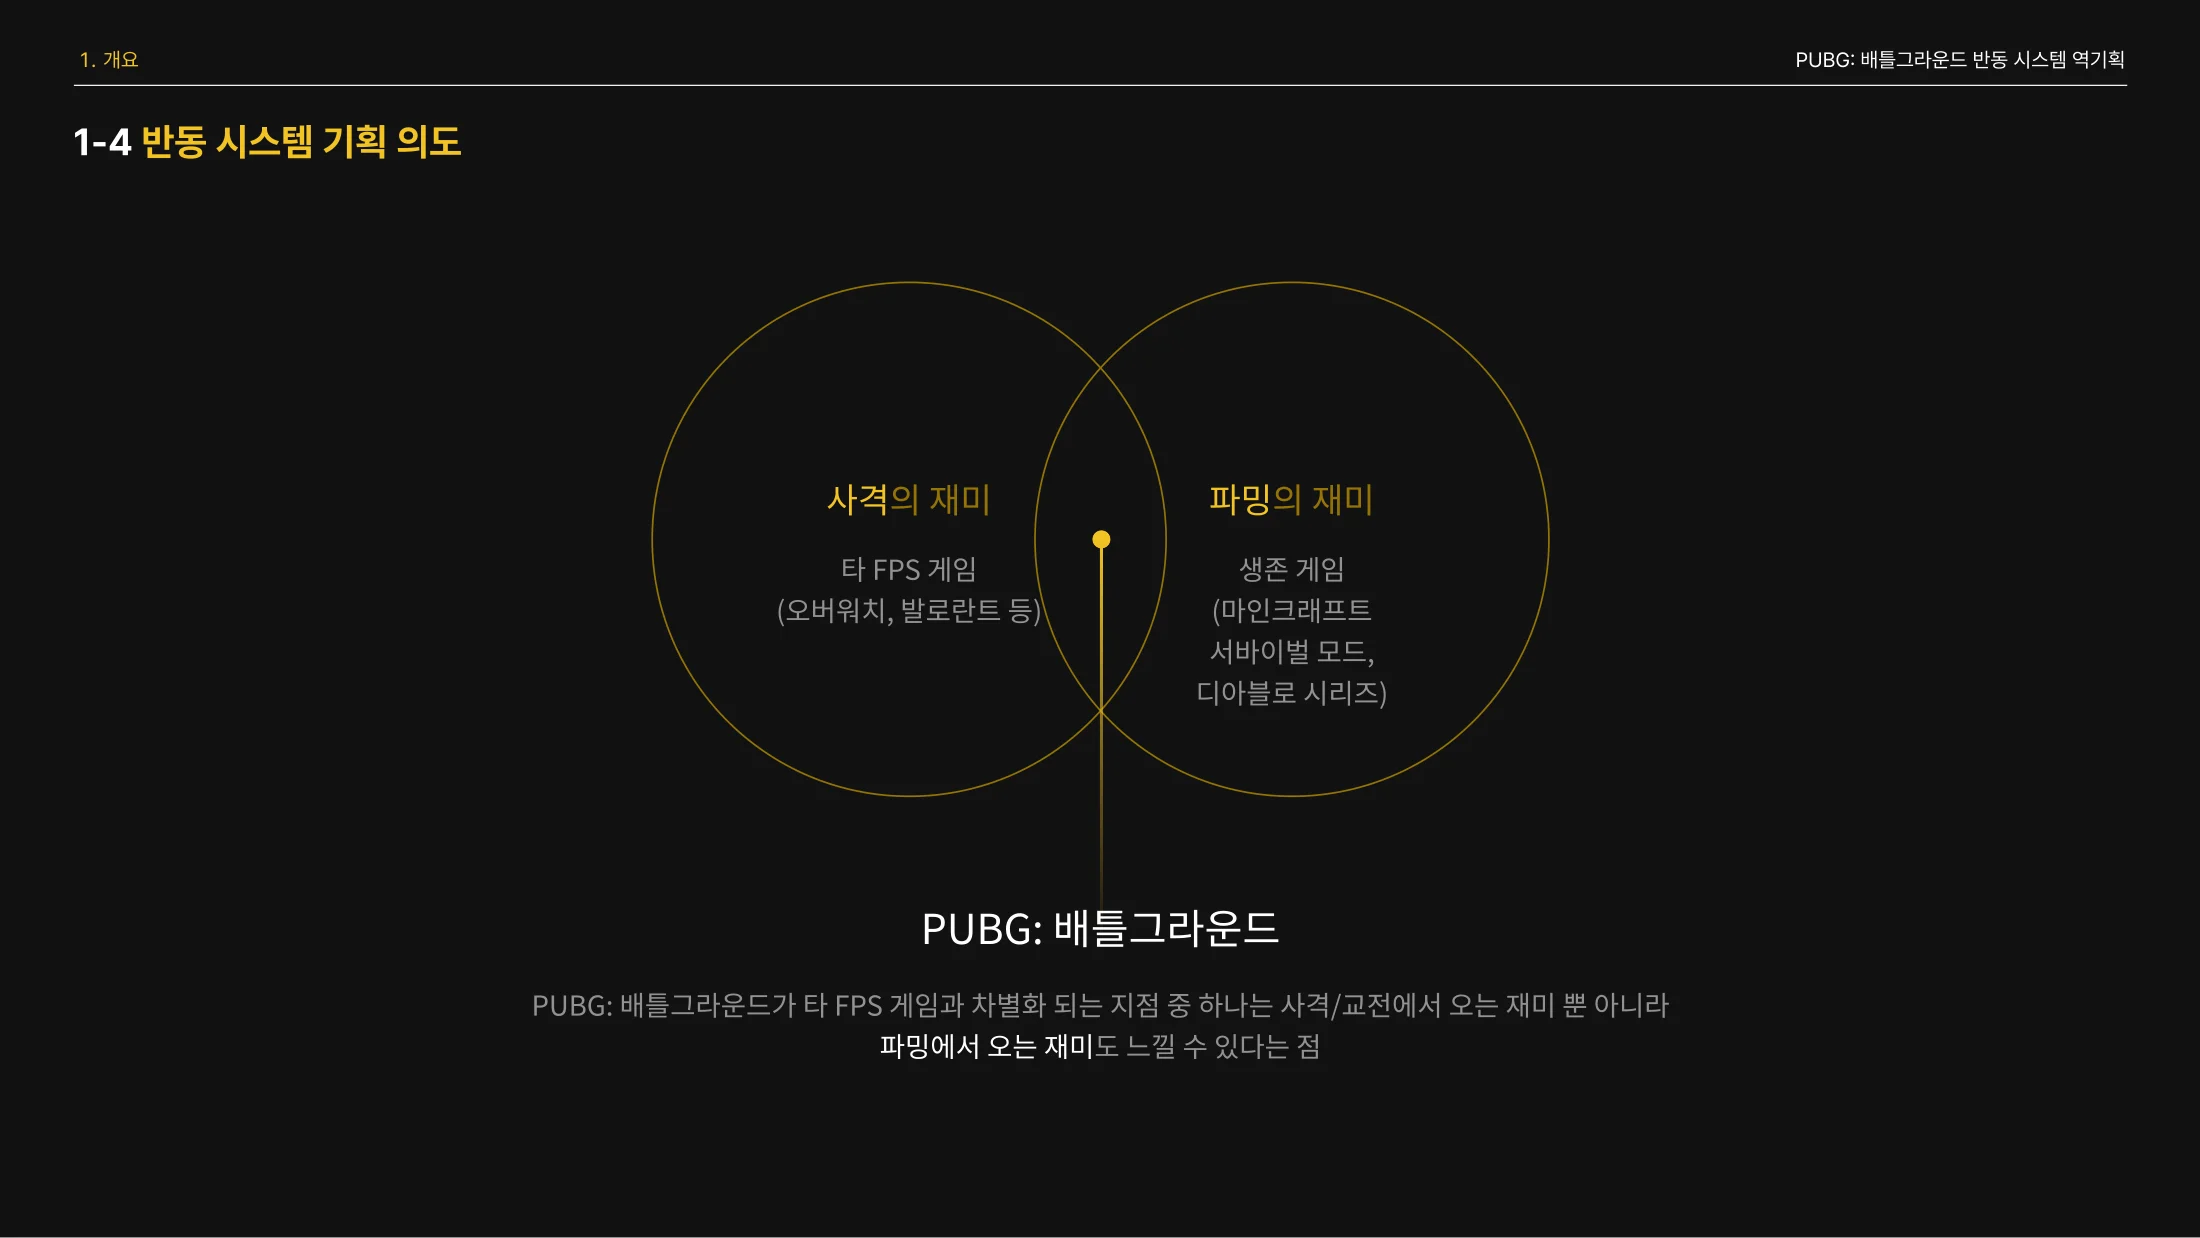 1. 개요
PUBG: 배틀그라운드 반동 시스템 역기획
1-4 반동 시스템 기획 의도
사격의 재미
타 FPS 게임
(오버워치, 발로란트 등)
파밍의 재미
생존 게임
(마인크래프트
서바이벌 모드,
디아블로 시리즈)
PUBG: 배틀그라운드
PUBG: 배틀그라운드가 타 FPS 게임과 차별화 되는 지점 중 하나는 사격/교전에서 오는 재미 뿐 아니라
파밍에서 오는 재미도 느낄 수 있다는 점